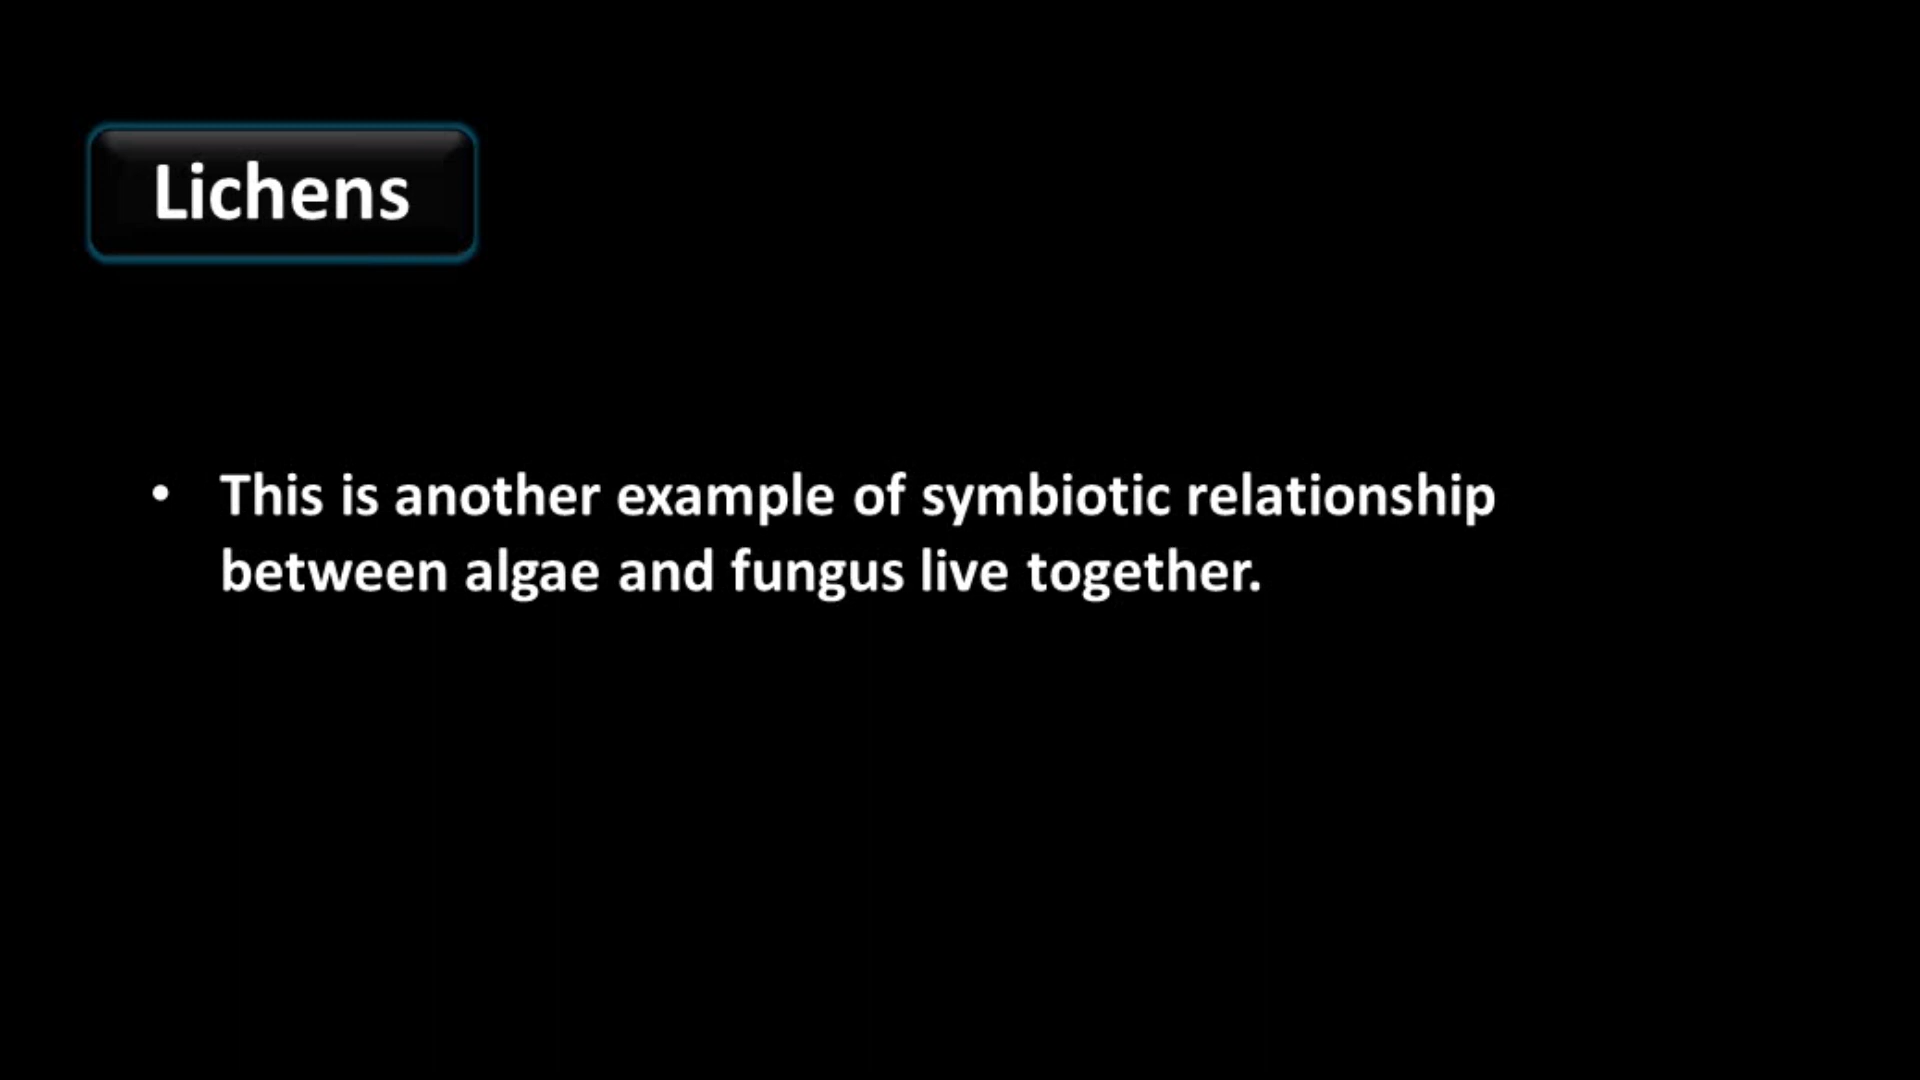 Lichens
• This is another example of symbiotic relationship
between algae and fungus live together.